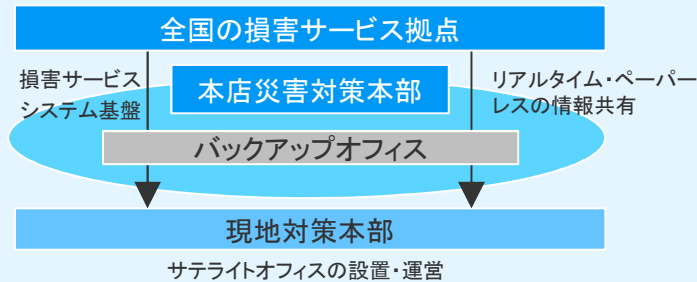 全国の損害サービス拠点
損害サービス
システム基盤
本店災害対策本部
リアルタイム・ペーパー
レスの情報共有
バックアップオフィス
現地対策本部
サテライトオフィスの設置・運営